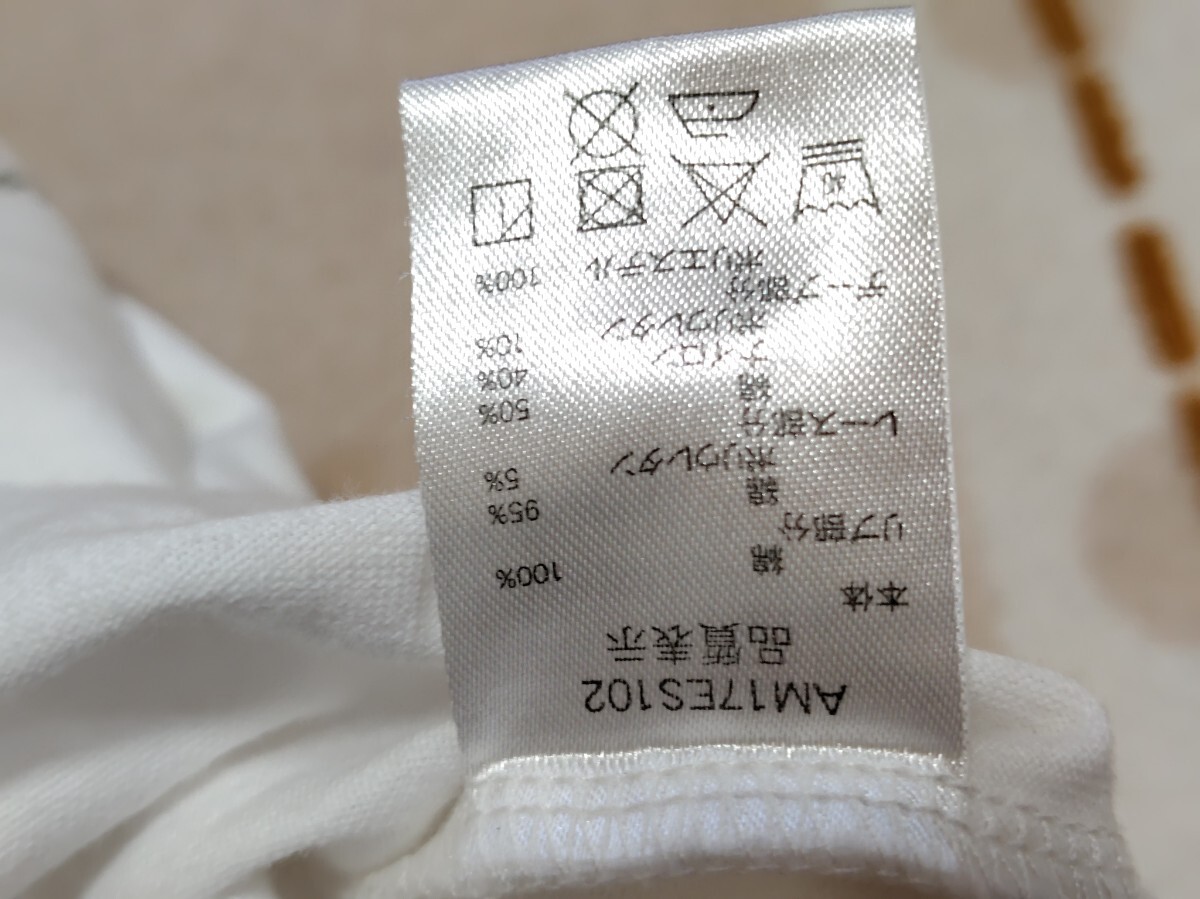 AM17ES102
品質表示
本体
綿 100%
リブ部分
綿 95%
ポリウレタン 5%
レース部分
綿 50%
ナイロン 40%
ポリウレタン 10%
テープ部分
ポリエステル 100%
30